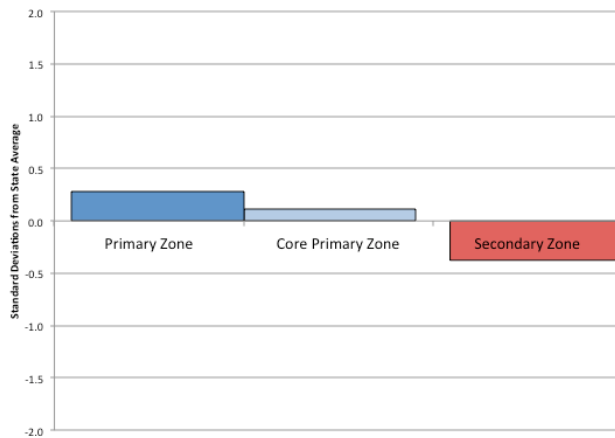 Standard Deviations from State Average
2.0
1.5
1.0
0.5
0.0
Primary Zone
Core Primary Zone
Secondary Zone
-0.5
-1.0
-1.5
-2.0